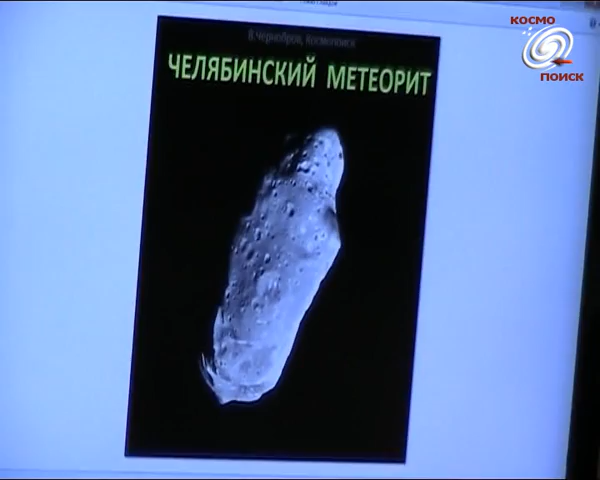 В.Чернобров, Космопоиск
ЧЕЛЯБИНСКИЙ МЕТЕОРИТ
КОСМО
ПОИСК